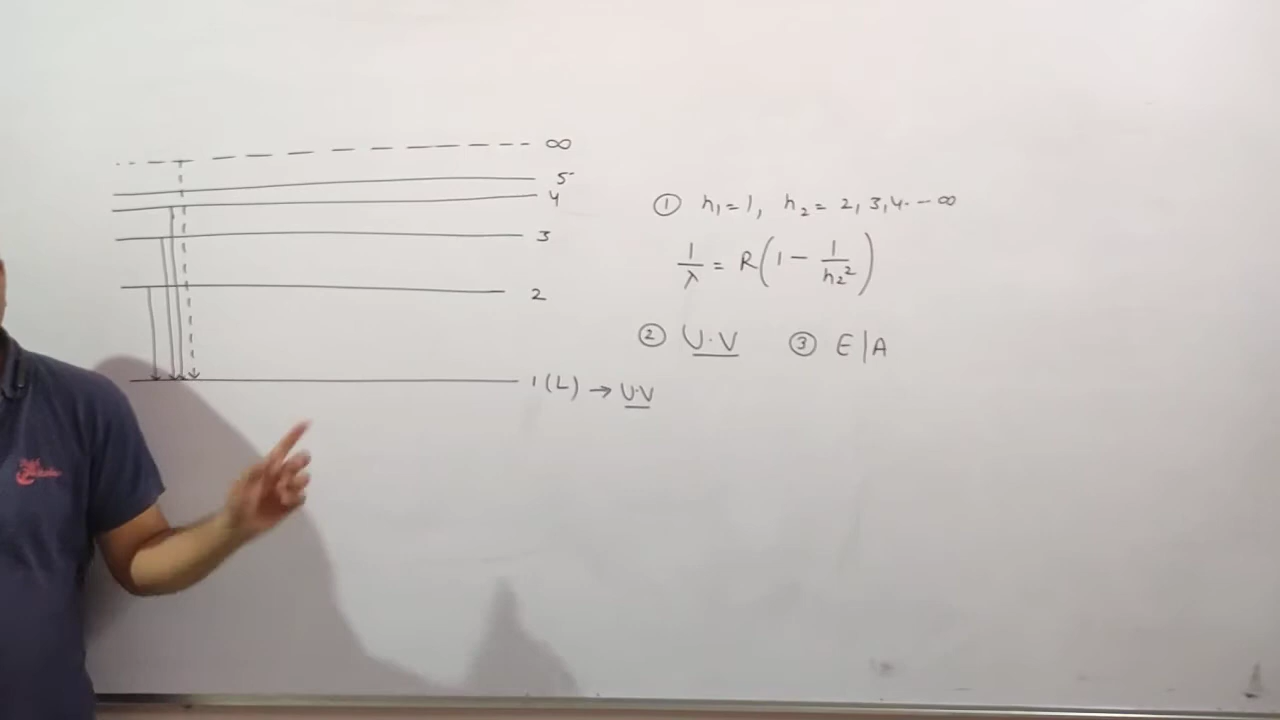 ∞
5
4
3
2
1 (L) → U.V
① n₁ = 1, n₂ = 2, 3, 4 . - - ∞
1/λ = R(1 - 1/n₂²)
② U.V ③ E|A